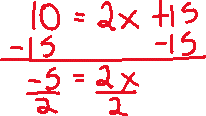 10 = 2x +15
-15 -15
-5 = 2x
2 2